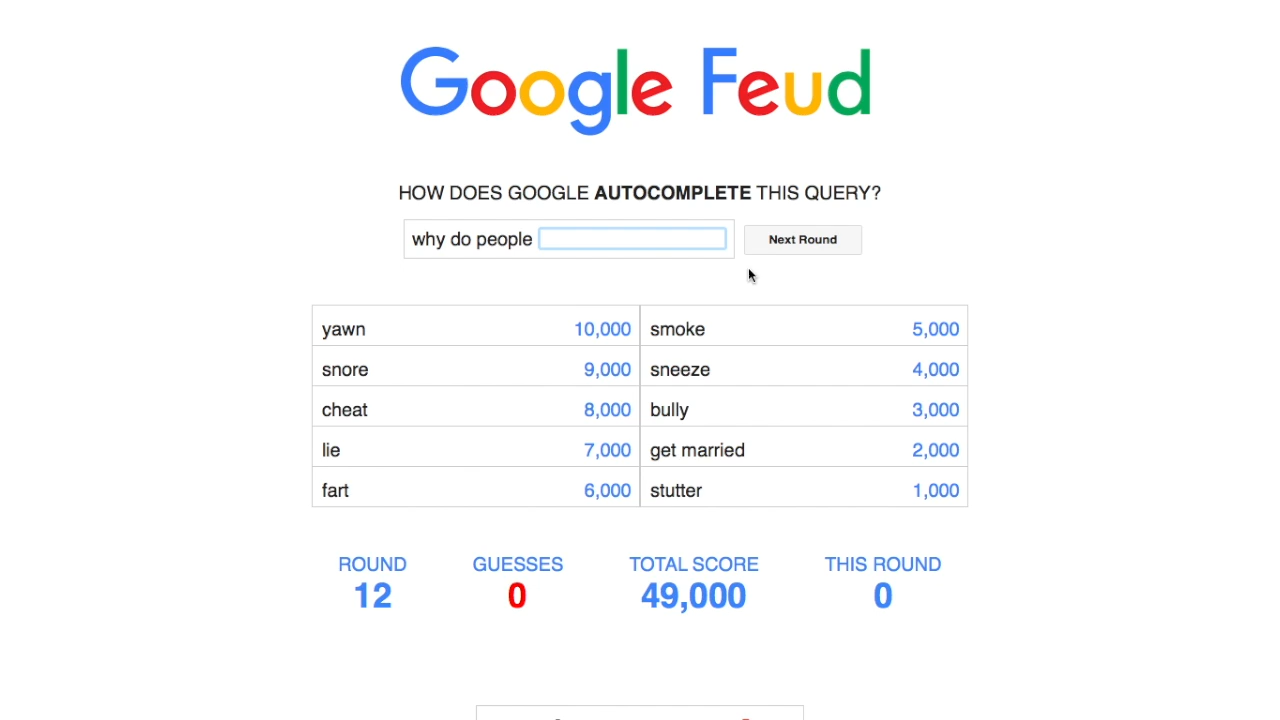 Google Feud
HOW DOES GOOGLE AUTOCOMPLETE THIS QUERY?
why do people
Next Round
yawn 10,000 smoke 5,000
snore 9,000 sneeze 4,000
cheat 8,000 bully 3,000
lie 7,000 get married 2,000
fart 6,000 stutter 1,000
ROUND GUESSES TOTAL SCORE THIS ROUND
12 0 49,000 0